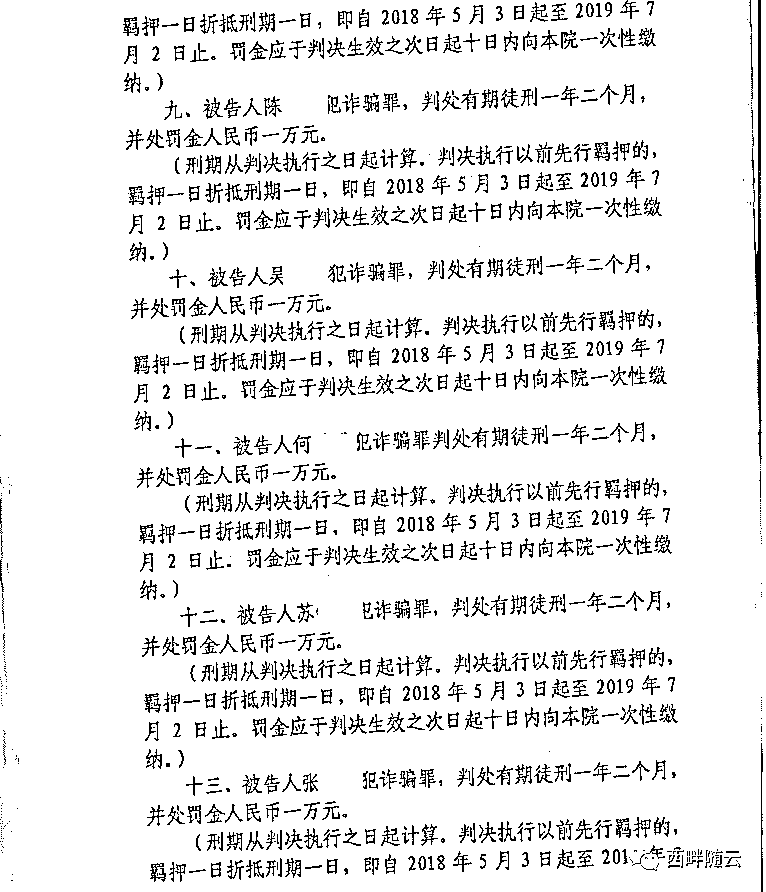 羁押一日折抵刑期一日，即自 2018 年 5 月 3 日起至 2019 年 7
月 2 日止。罚金应于判决生效之次日起十日内向本院一次性缴
纳。）
九、被告人陈 犯诈骗罪，判处有期徒刑一年二个月，
并处罚金人民币一万元。
（刑期从判决执行之日起计算。判决执行以前先行羁押的，
羁押一日折抵刑期一日，即自 2018 年 5 月 3 日起至 2019 年 7
月 2 日止。罚金应于判决生效之次日起十日内向本院一次性缴
纳。）
十、被告人吴 犯诈骗罪，判处有期徒刑一年二个月，
并处罚金人民币一万元。
（刑期从判决执行之日起计算。判决执行以前先行羁押的，
羁押一日折抵刑期一日，即自 2018 年 5 月 3 日起至 2019 年 7
月 2 日止。罚金应于判决生效之次日起十日内向本院一次性缴
纳。）
十一、被告人何 犯诈骗罪判处有期徒刑一年二个月，
并处罚金人民币一万元。
（刑期从判决执行之日起计算。判决执行以前先行羁押的，
羁押一日折抵刑期一日，即自 2018 年 5 月 3 日起至 2019 年 7
月 2 日止。罚金应于判决生效之次日起十日内向本院一次性缴
纳。）
十二、被告人苏 犯诈骗罪，判处有期徒刑一年二个月，
并处罚金人民币一万元。
（刑期从判决执行之日起计算。判决执行以前先行羁押的，
羁押一日折抵刑期一日，即自 2018 年 5 月 3 日起至 2019 年 7
月 2 日止。罚金应于判决生效之次日起十日内向本院一次性缴
纳。）
十三、被告人张 犯诈骗罪，判处有期徒刑一年二个月，
并处罚金人民币一万元。
（刑期从判决执行之日起计算。判决执行以前先行羁押的，
羁押一日折抵刑期一日，即自 2018 年 5 月 3 日起至 201
西畔随云